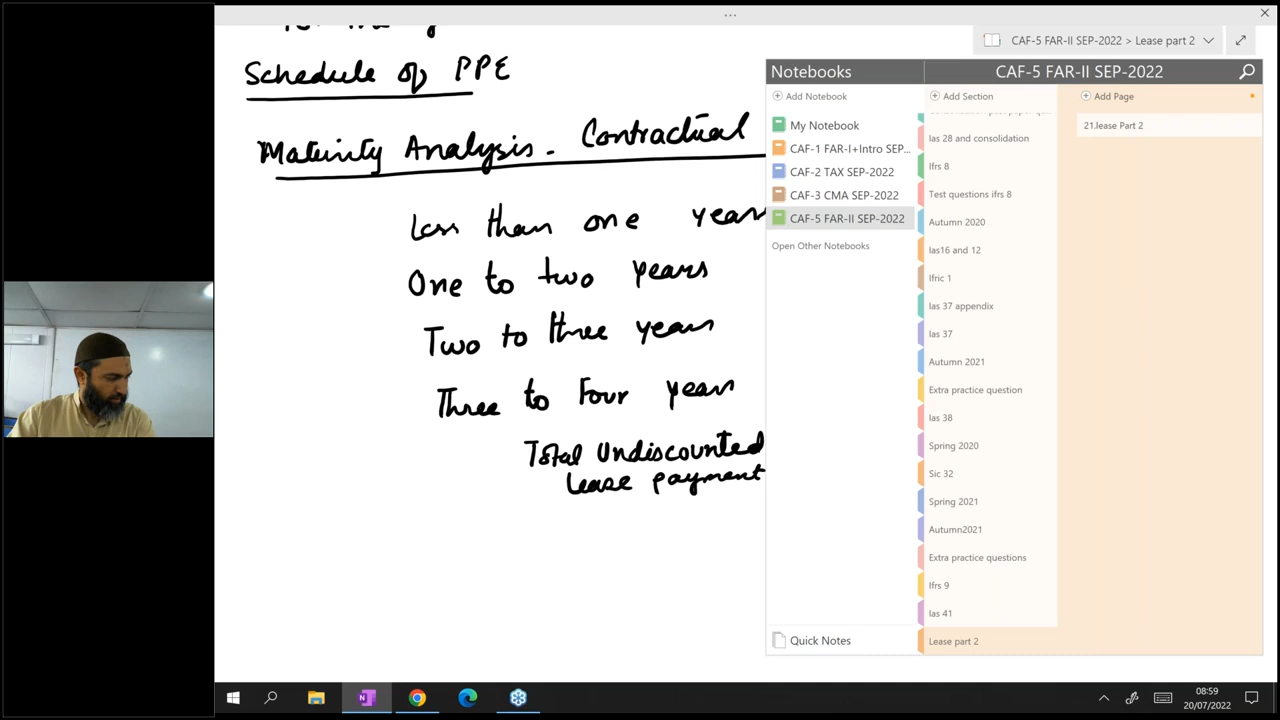 Schedule of PPE
Maturity Analysis. Contractual
Less than one year
One to two years
Two to three years
Three to Four year
Total Undiscounted
Lease payment
CAF-5 FAR-II SEP-2022 > Lease part 2
Notebooks
CAF-5 FAR-II SEP-2022
Add Notebook
Add Section
Add Page
My Notebook
CAF-1 FAR-I+Intro SEP...
CAF-2 TAX SEP-2022
CAF-3 CMA SEP-2022
CAF-5 FAR-II SEP-2022
Open Other Notebooks
Quick Notes
Ias 28 and consolidation
Ifrs 8
Test questions ifrs 8
Autumn 2020
Ias16 and 12
Ifric 1
Ias 37 appendix
Ias 37
Autumn 2021
Extra practice question
Ias 38
Spring 2020
Sic 32
Spring 2021
Autumn2021
Extra practice questions
Ifrs 9
Ias 41
Lease part 2
21.lease Part 2
08:59
20/07/2022